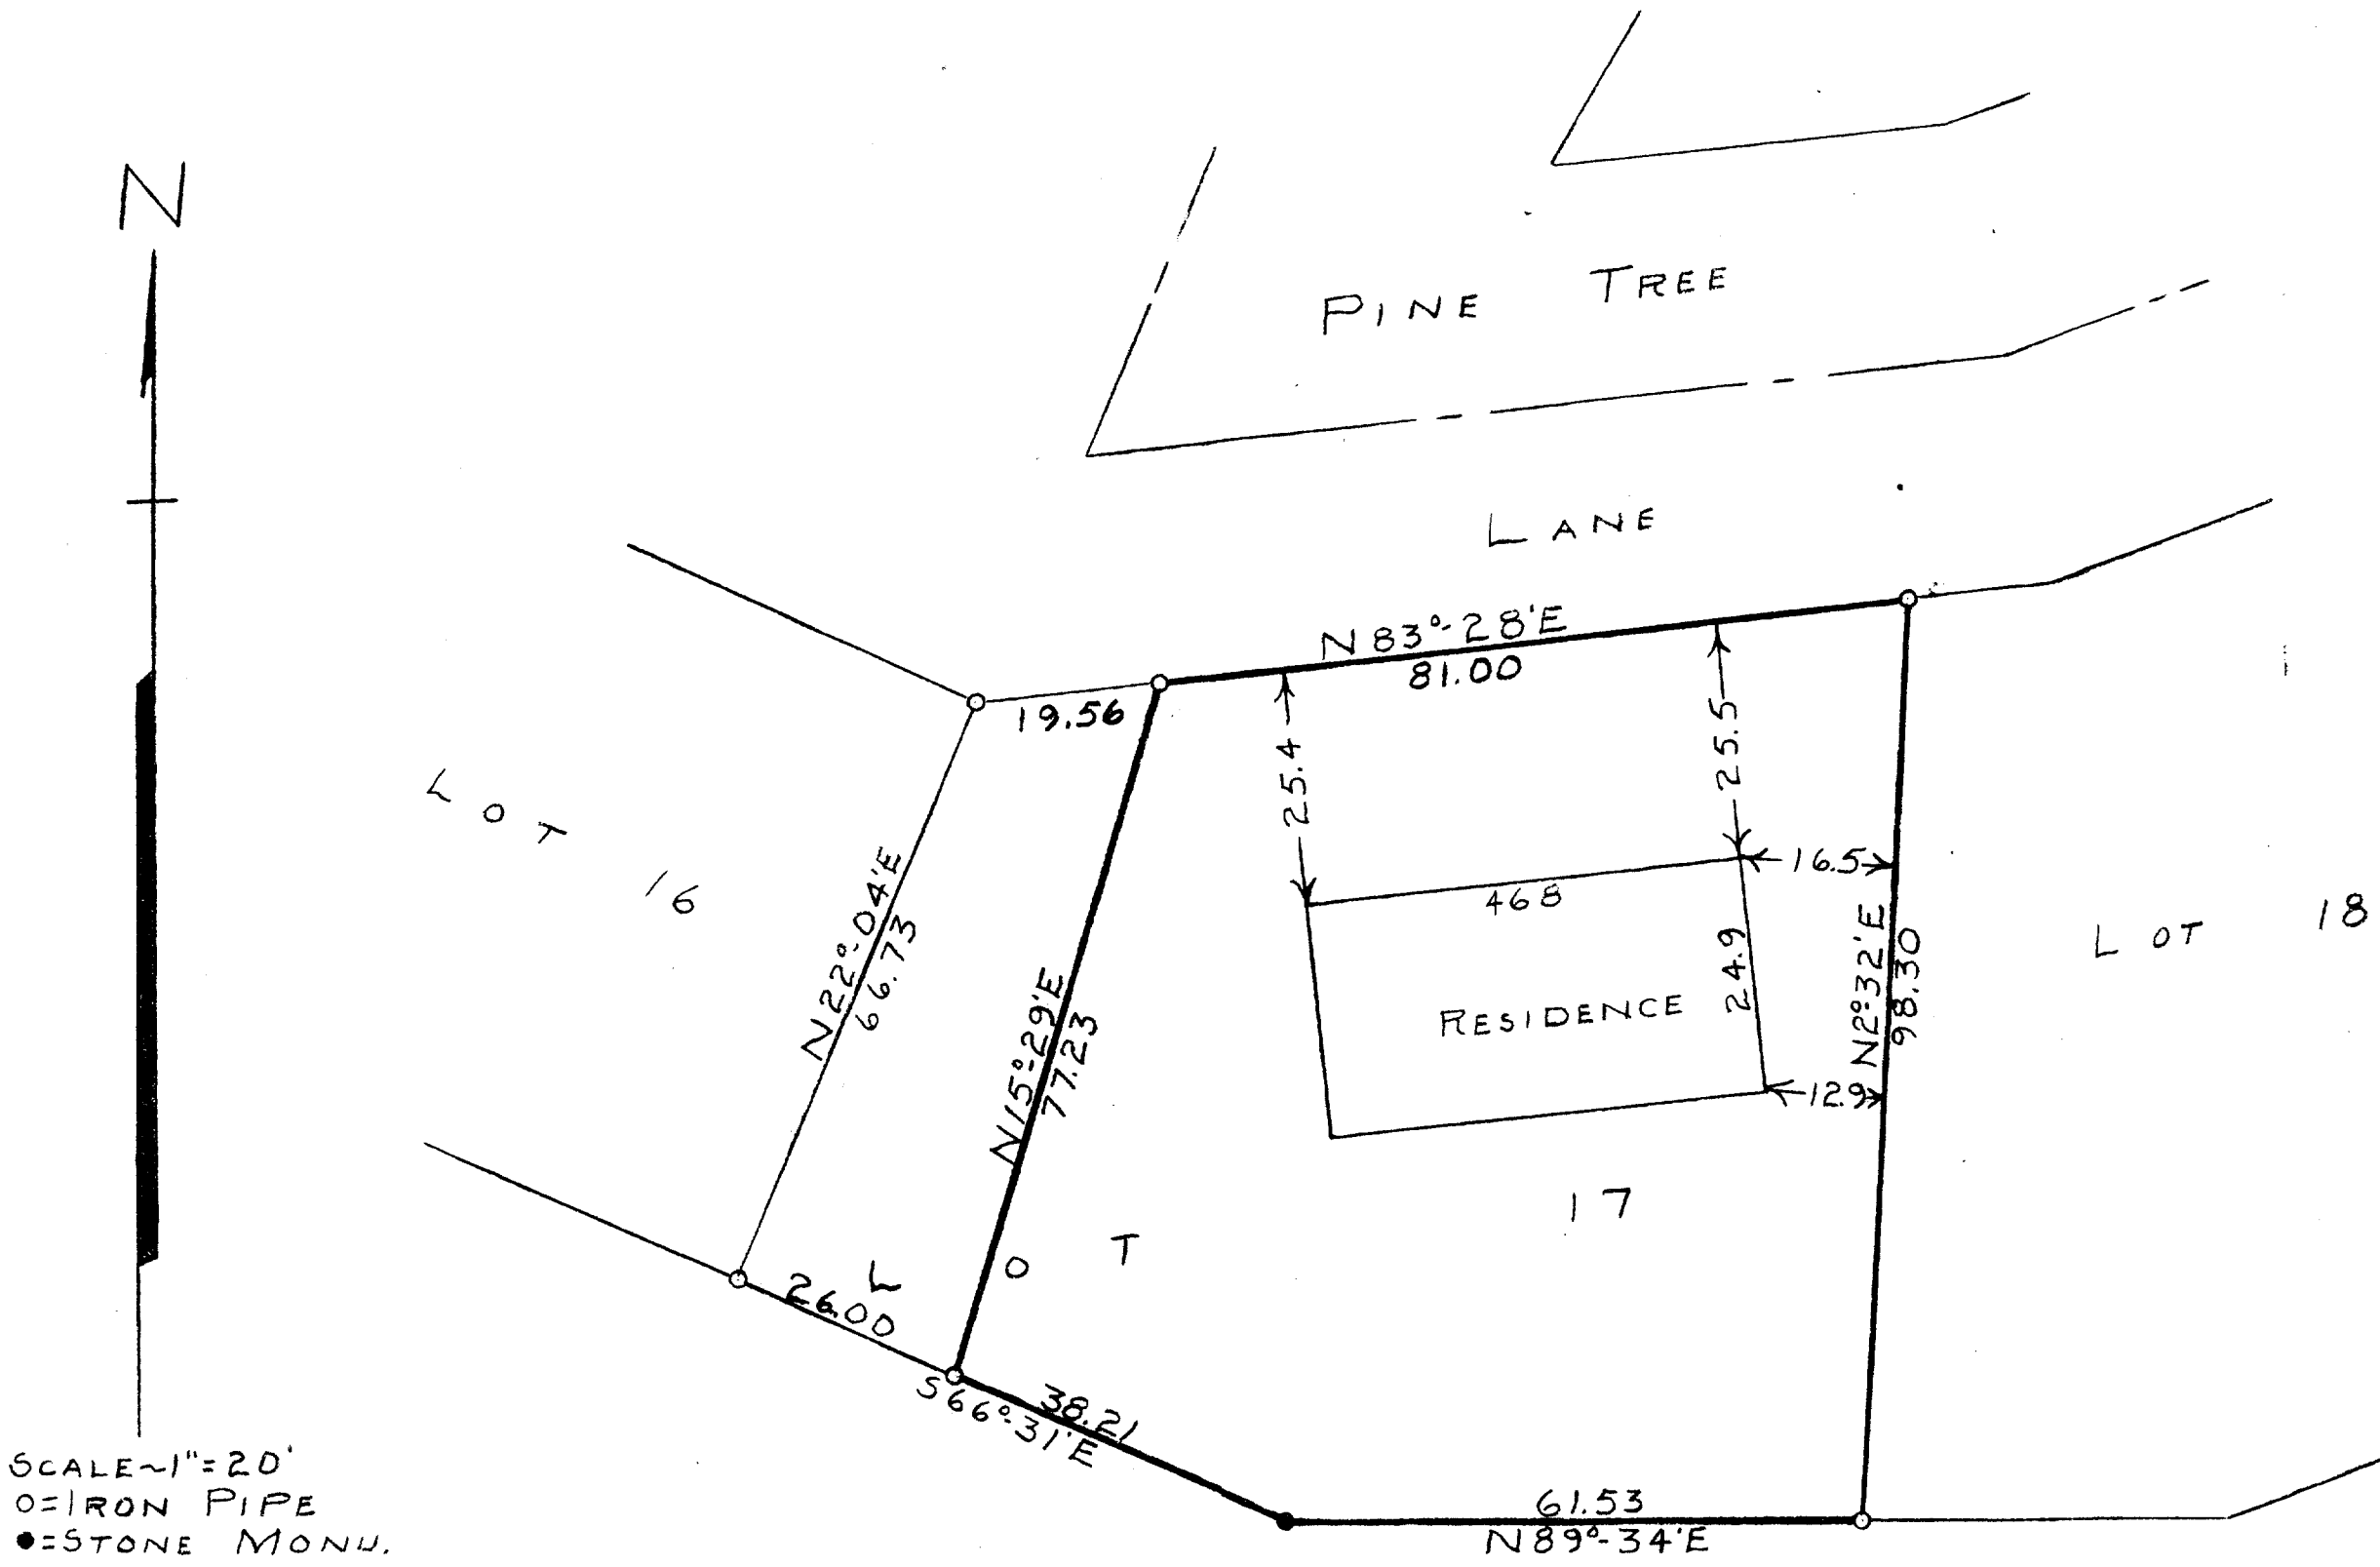 N
PINE TREE
LANE
N83°-28'E
81.00
19.56
25.4
25.5
LOT 16
16.5
468
LOT 18
N22°-04'E
66.73
N15°-29'E
77.23
24.9
RESIDENCE
N2°32'E
98.30
12.9
LOT 17
26.00
38.21
S66°-31'E
61.53
N89°-34'E
SCALE~1"=20'
o=IRON PIPE
●=STONE MONU.